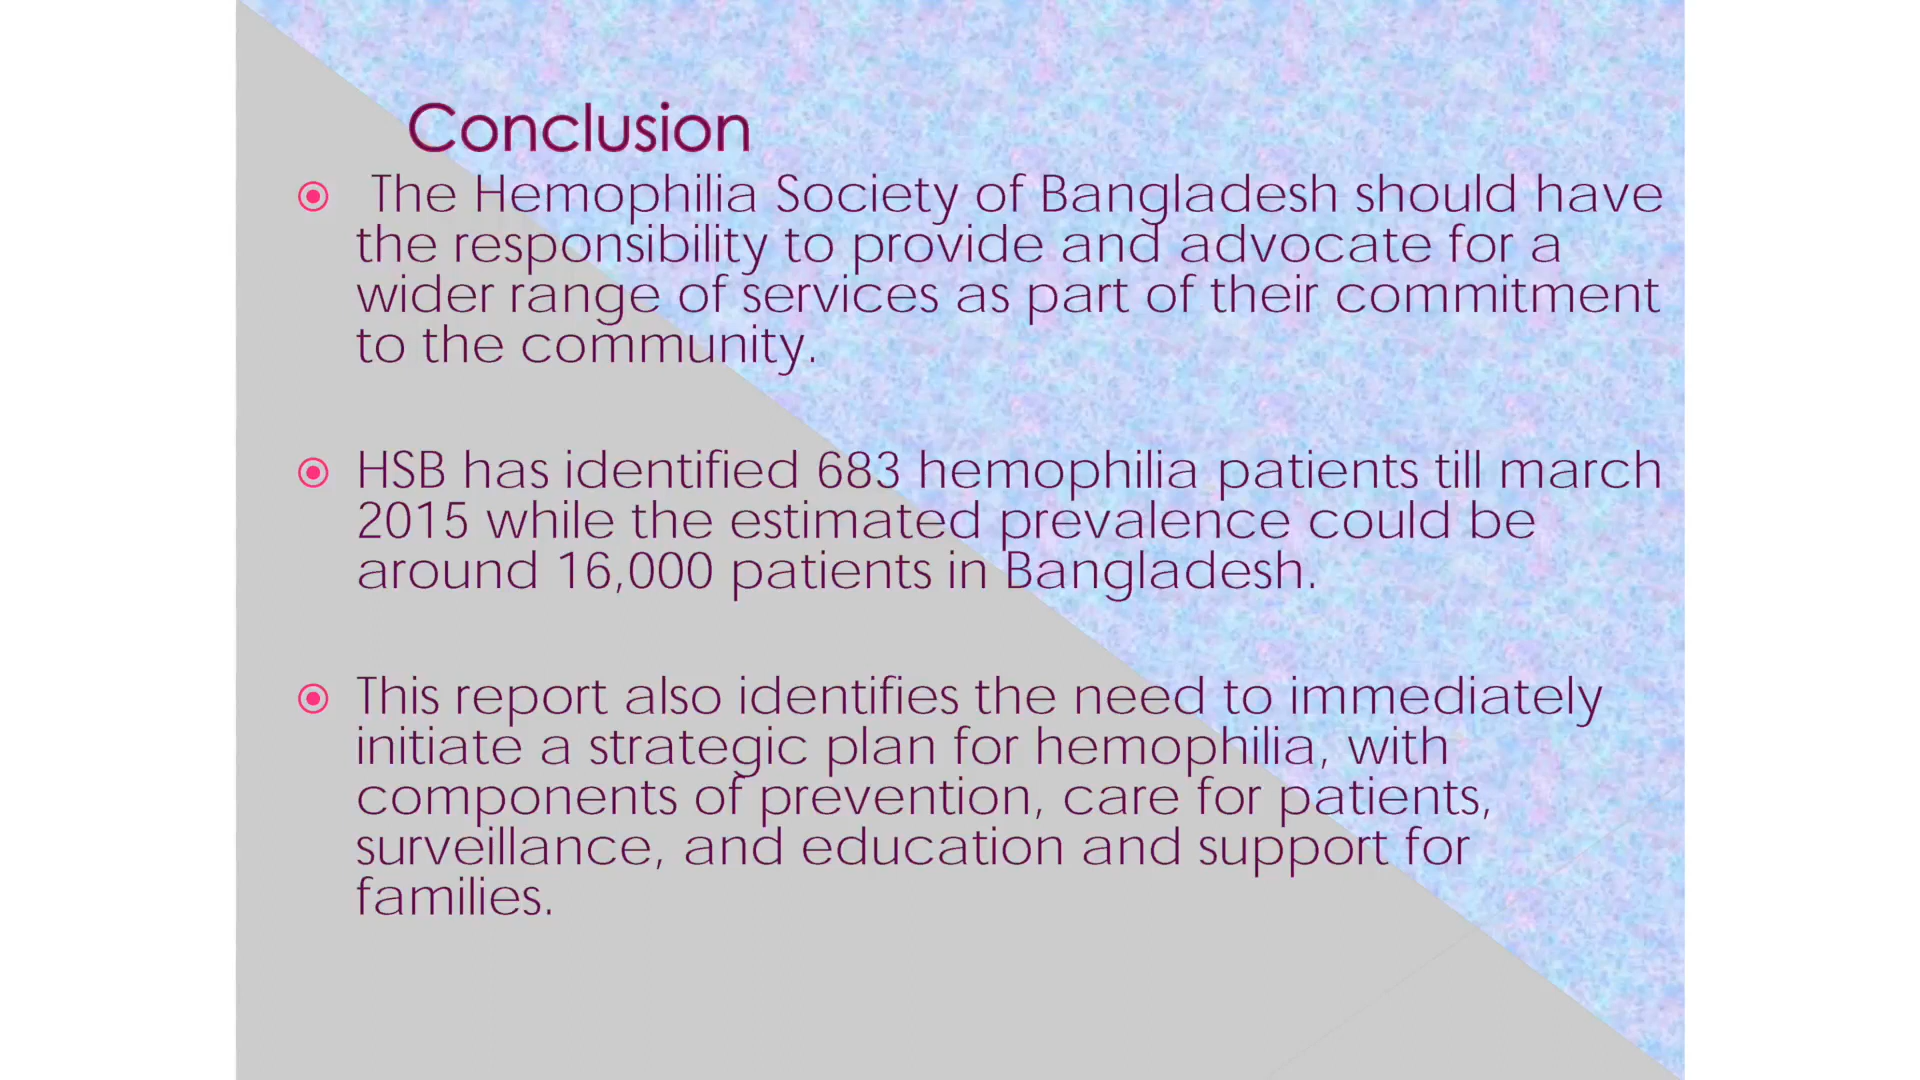 Conclusion
The Hemophilia Society of Bangladesh should have
the responsibility to provide and advocate for a
wider range of services as part of their commitment
to the community.
HSB has identified 683 hemophilia patients till march
2015 while the estimated prevalence could be
around 16,000 patients in Bangladesh.
This report also identifies the need to immediately
initiate a strategic plan for hemophilia, with
components of prevention, care for patients,
surveillance, and education and support for
families.